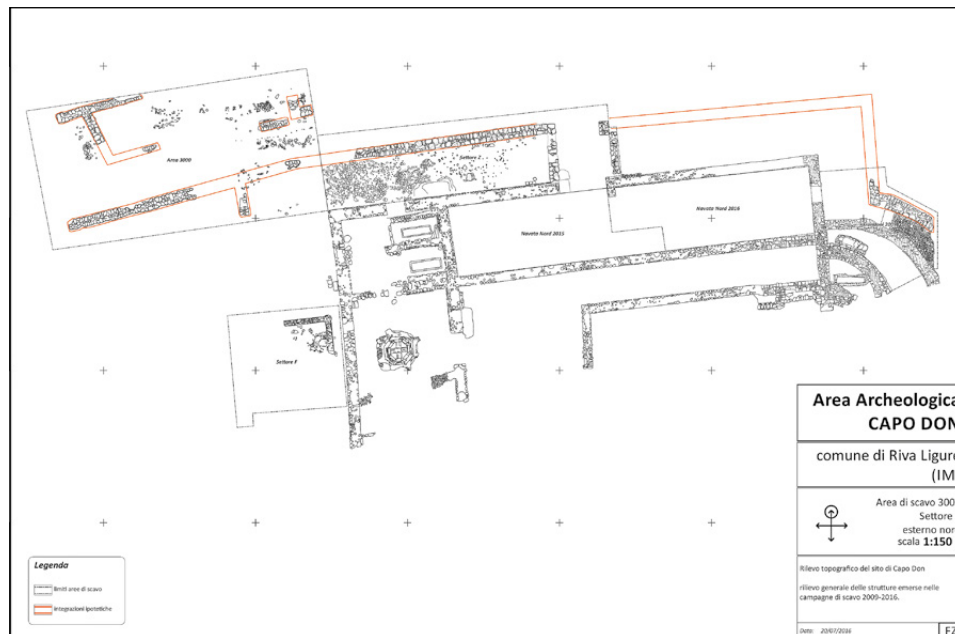 Area 3000
Settore C
Navata Nord 2015
Navata Nord 2016
Settore F
Area Archeologica
CAPO DON
comune di Riva Ligure
(IM
Area di scavo 300
Settore
esterno nor
scala 1:150
Rilievo topografico del sito di Capo Don
rilievo generale delle strutture emerse nelle
campagne di scavo 2009-2016.
Data: 20/07/2016
FZ
Legenda
limiti aree di scavo
Integrazioni ipotetiche